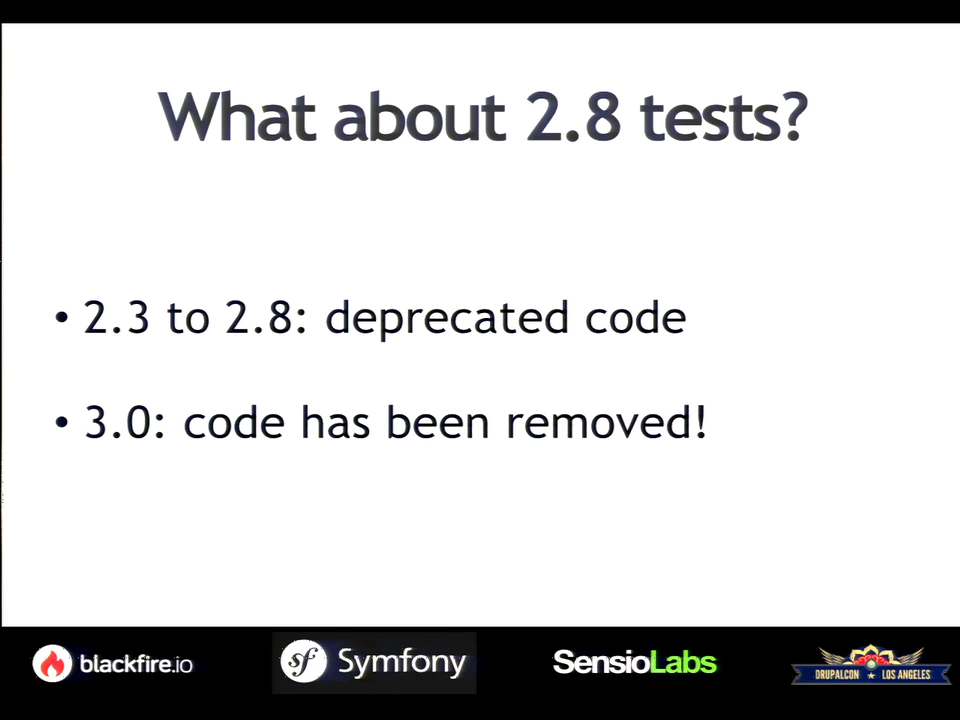 What about 2.8 tests?
• 2.3 to 2.8: deprecated code
• 3.0: code has been removed!
blackfire.io
sf Symfony
SensioLabs
DRUPALCON ★ LOS ANGELES